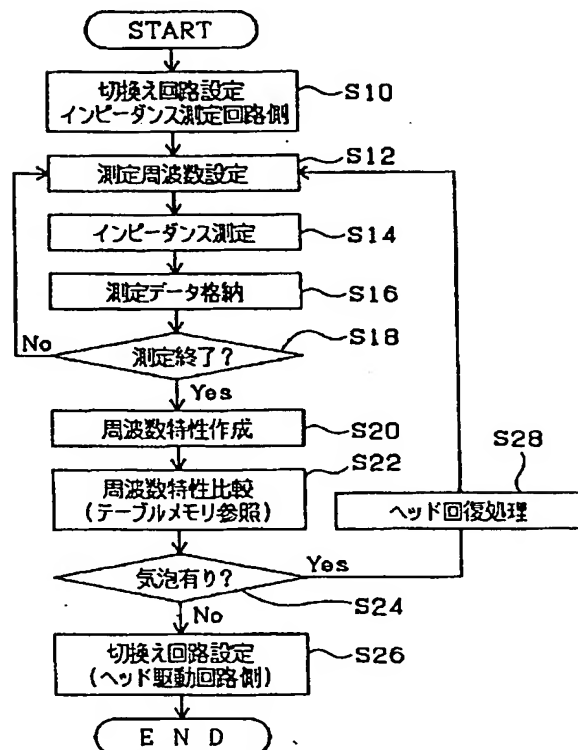 START
切換え回路設定
インピーダンス測定回路側
S10
測定周波数設定
S12
インピーダンス測定
S14
測定データ格納
S16
測定終了?
S18
No
Yes
周波数特性作成
S20
周波数特性比較
(テーブルメモリ参照)
S22
ヘッド回復処理
S28
気泡有り?
Yes
S24
No
切換え回路設定
(ヘッド駆動回路側)
S26
E N D